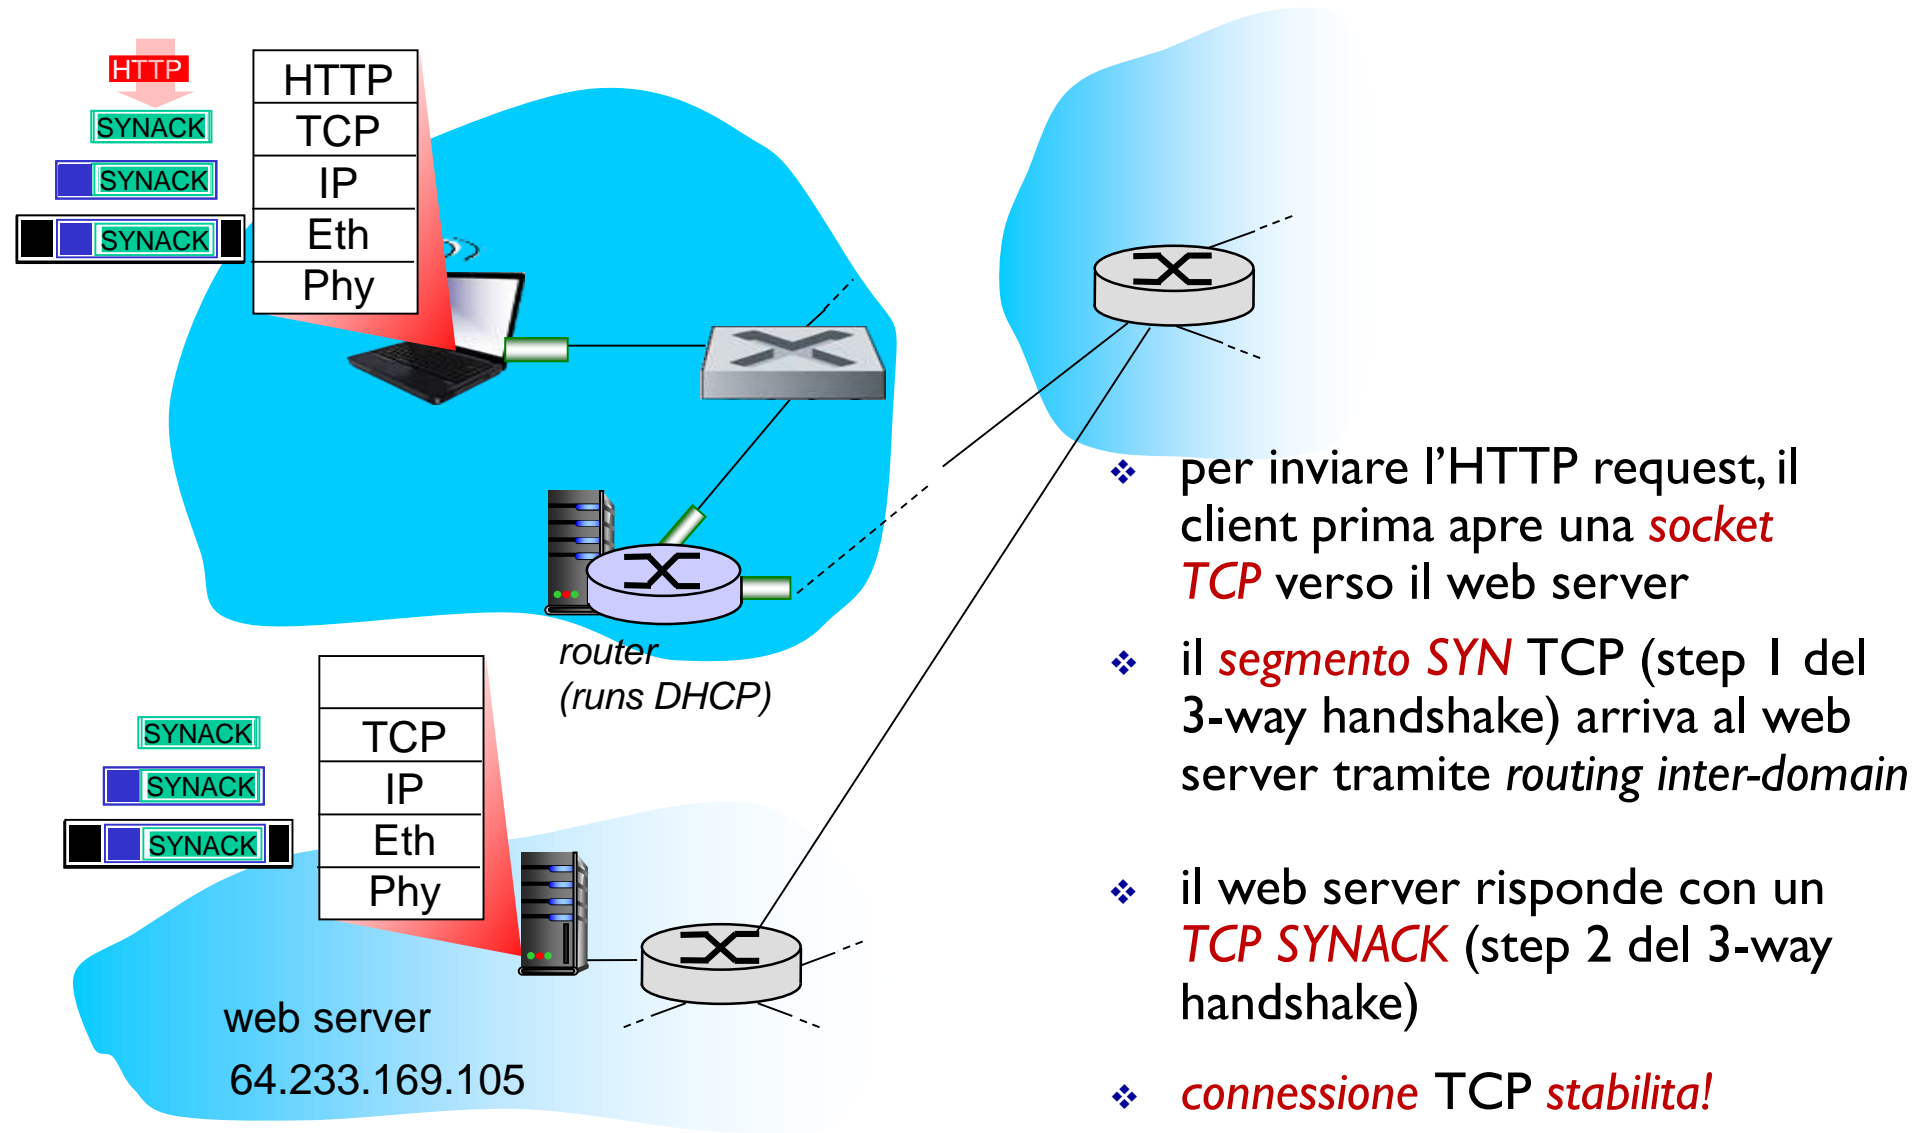 HTTP
SYNACK
SYNACK
SYNACK
HTTP
TCP
IP
Eth
Phy
router
(runs DHCP)
SYNACK
SYNACK
SYNACK
TCP
IP
Eth
Phy
web server
64.233.169.105
❖ per inviare l’HTTP request, il
client prima apre una socket
TCP verso il web server
❖ il segmento SYN TCP (step 1 del
3-way handshake) arriva al web
server tramite routing inter-domain
❖ il web server risponde con un
TCP SYNACK (step 2 del 3-way
handshake)
❖ connessione TCP stabilita!